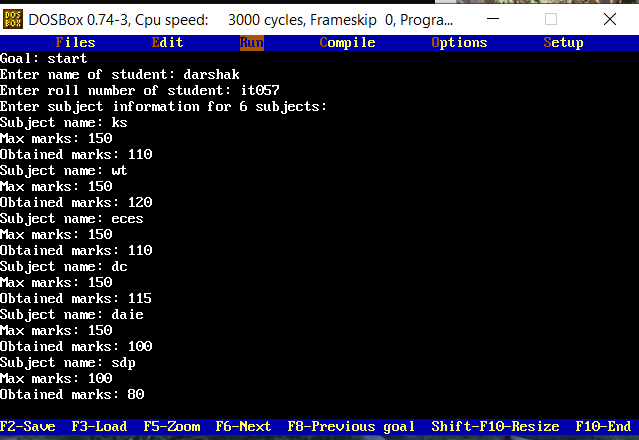 DOS
BOX
DOSBox 0.74-3, Cpu speed: 3000 cycles, Frameskip 0, Progra...
Files Edit Run Compile Options Setup
Goal: start
Enter name of student: darshak
Enter roll number of student: it057
Enter subject information for 6 subjects:
Subject name: ks
Max marks: 150
Obtained marks: 110
Subject name: wt
Max marks: 150
Obtained marks: 120
Subject name: eces
Max marks: 150
Obtained marks: 110
Subject name: dc
Max marks: 150
Obtained marks: 115
Subject name: daie
Max marks: 150
Obtained marks: 100
Subject name: sdp
Max marks: 100
Obtained marks: 80
F2-Save F3-Load F5-Zoom F6-Next F8-Previous goal Shift-F10-Resize F10-End